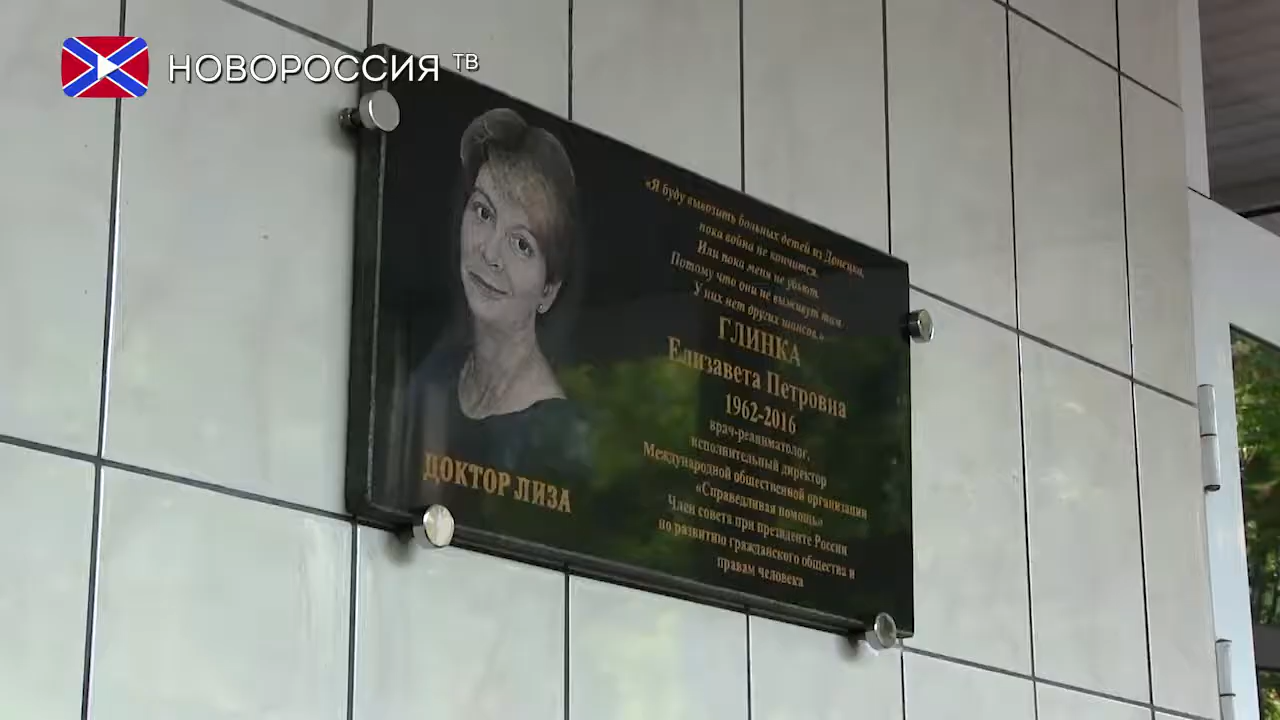 НОВОРОССИЯ ТВ
«Я буду вывозить больных детей из Донецка,
пока война не кончится.
Или пока меня не убьют.
Потому что они не выживут там.
У них нет других шансов.»
ГЛИНКА
Елизавета Петровна
1962-2016
врач-реаниматолог,
исполнительный директор
Международной общественной организации
«Справедливая помощь»
Член совета при президенте России
по развитию гражданского общества и
правам человека
ДОКТОР ЛИЗА